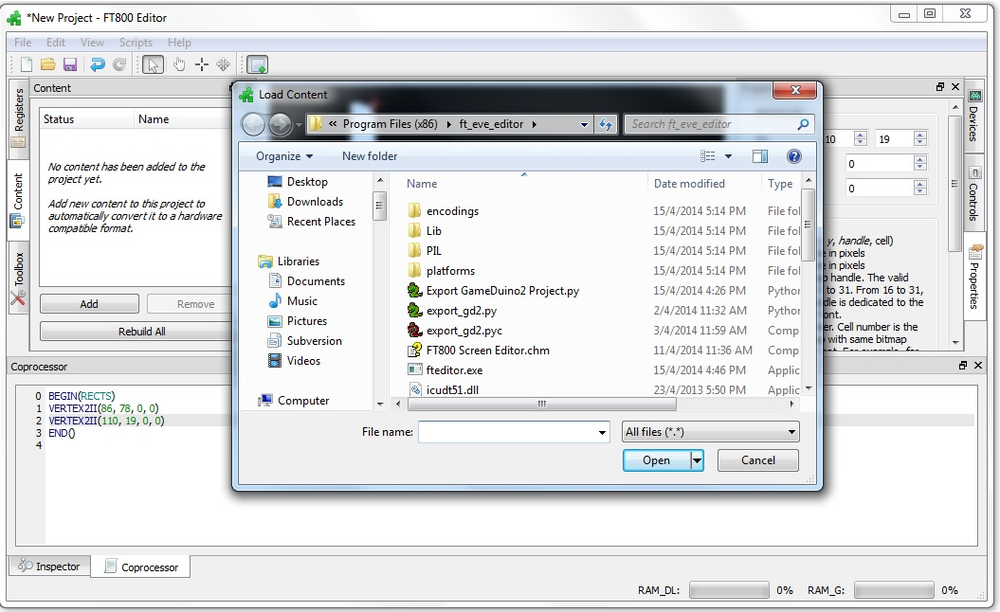 *New Project - FT800 Editor
File Edit View Scripts Help
Registers
Content
Toolbox
Content
Status Name
No content has been added to the
project yet.
Add new content to this project to
automatically convert it to a hardware
compatible format.
Add Remove
Rebuild All
Load Content
« Program Files (x86) ft_eve_editor
Search ft_eve_editor
Organize New folder
Desktop
Downloads
Recent Places
Libraries
Documents
Music
Pictures
Subversion
Videos
Computer
Name Date modified Type
encodings 15/4/2014 5:14 PM File fol
Lib 15/4/2014 5:14 PM File fol
PIL 15/4/2014 5:14 PM File fol
platforms 15/4/2014 5:14 PM File fol
Export GameDuino2 Project.py 15/4/2014 4:26 PM Python
export_gd2.py 2/4/2014 11:32 AM Python
export_gd2.pyc 3/4/2014 11:59 AM Comp
FT800 Screen Editor.chm 11/4/2014 11:36 AM Comp
fteditor.exe 15/4/2014 4:46 PM Applic
icudt51.dll 23/4/2013 5:50 PM Applic
File name: All files (*.*)
Open Cancel
10 19
0
0
y, handle, cell)
e in pixels
e in pixels
p handle. The valid
to 31. From 16 to 31,
dle is dedicated to the
ont.
er. Cell number is the
with same bitmap
Devices
Controls
Properties
Coprocessor
0 BEGIN(RECTS)
1 VERTEX2II(86, 78, 0, 0)
2 VERTEX2II(110, 19, 0, 0)
3 END()
4
Inspector Coprocessor
RAM_DL: 0% RAM_G: 0%